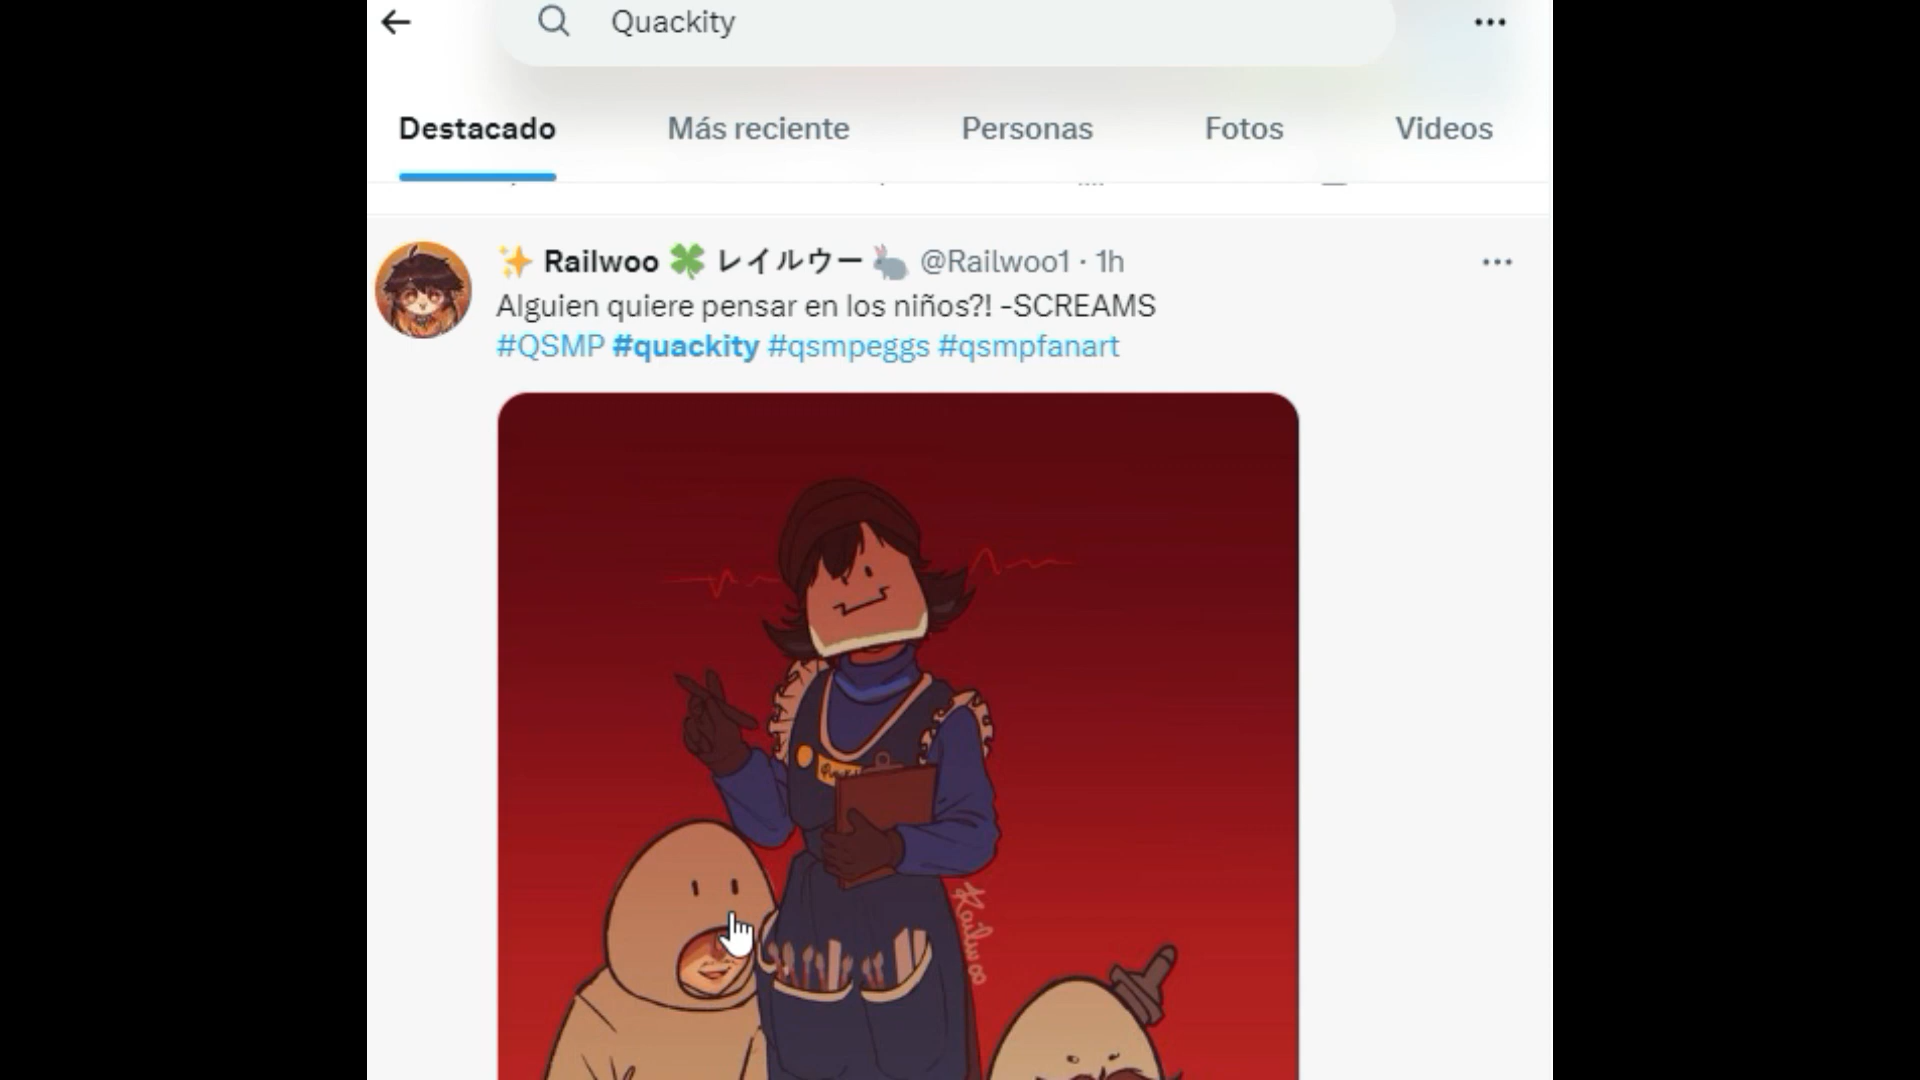 Quackity
Destacado
Más reciente
Personas
Fotos
Videos
✨ Railwoo 🍀 レイルウー 🐇 @Railwoo1 · 1h
Alguien quiere pensar en los niños?! -SCREAMS
#QSMP #quackity #qsmpeggs #qsmpfanart
Railwoo